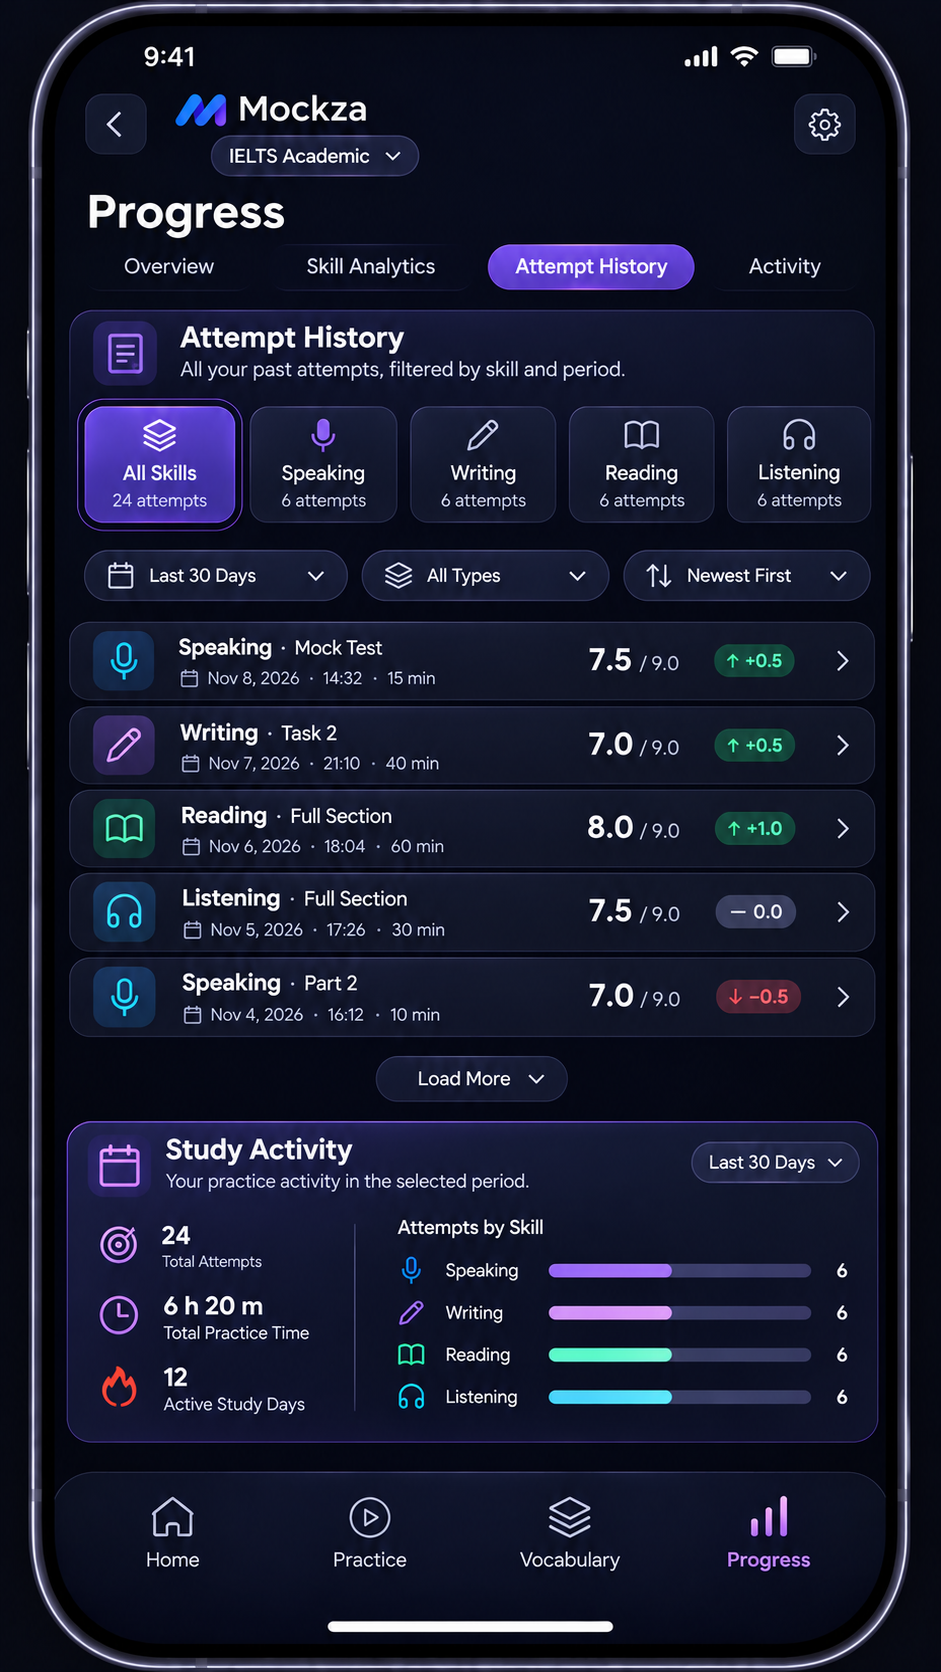 9:41
Mockza
IELTS Academic
Progress
Overview
Skill Analytics
Attempt History
Activity
Attempt History
All your past attempts, filtered by skill and period.
All Skills
24 attempts
Speaking
6 attempts
Writing
6 attempts
Reading
6 attempts
Listening
6 attempts
Last 30 Days
All Types
Newest First
Speaking · Mock Test
Nov 8, 2026 · 14:32 · 15 min
7.5 / 9.0
↑ +0.5
Writing · Task 2
Nov 7, 2026 · 21:10 · 40 min
7.0 / 9.0
↑ +0.5
Reading · Full Section
Nov 6, 2026 · 18:04 · 60 min
8.0 / 9.0
↑ +1.0
Listening · Full Section
Nov 5, 2026 · 17:26 · 30 min
7.5 / 9.0
— 0.0
Speaking · Part 2
Nov 4, 2026 · 16:12 · 10 min
7.0 / 9.0
↓ −0.5
Load More
Study Activity
Your practice activity in the selected period.
Last 30 Days
24
Total Attempts
6 h 20 m
Total Practice Time
12
Active Study Days
Attempts by Skill
Speaking 6
Writing 6
Reading 6
Listening 6
Home
Practice
Vocabulary
Progress